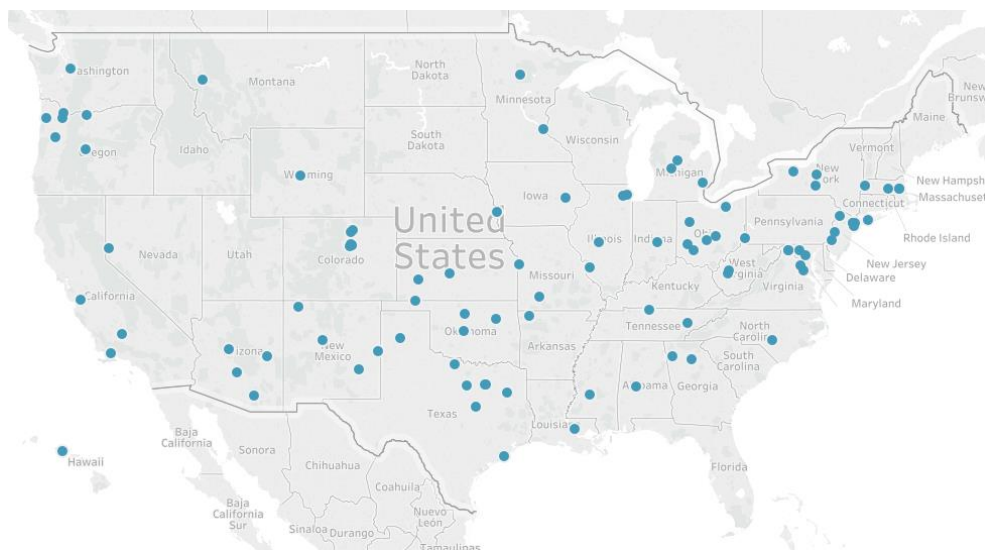 Washington
Montana
North
Dakota
Minnesota
New
Brunsw
Maine
Oregon
Idaho
South
Dakota
Wisconsin
Michigan
Vermont
New
York
New Hampsh
Massachuset
Wyoming
Iowa
Connecticut
Rhode Island
Nevada
Utah
Colorado
United
States
Illinois
Indiana
Ohio
Pennsylvania
New Jersey
California
Missouri
Kentucky
West
Virginia
Virginia
Delaware
Maryland
Arizona
New
Mexico
Oklahoma
Arkansas
Tennessee
North
Carolina
South
Carolina
Texas
Louisiana
Alabama
Georgia
Baja
California
Sonora
Hawaii
Chihuahua
Florida
Coahuila
Baja
California
Sur
Sinaloa
Durango
Nuevo
León
Tamaulipas